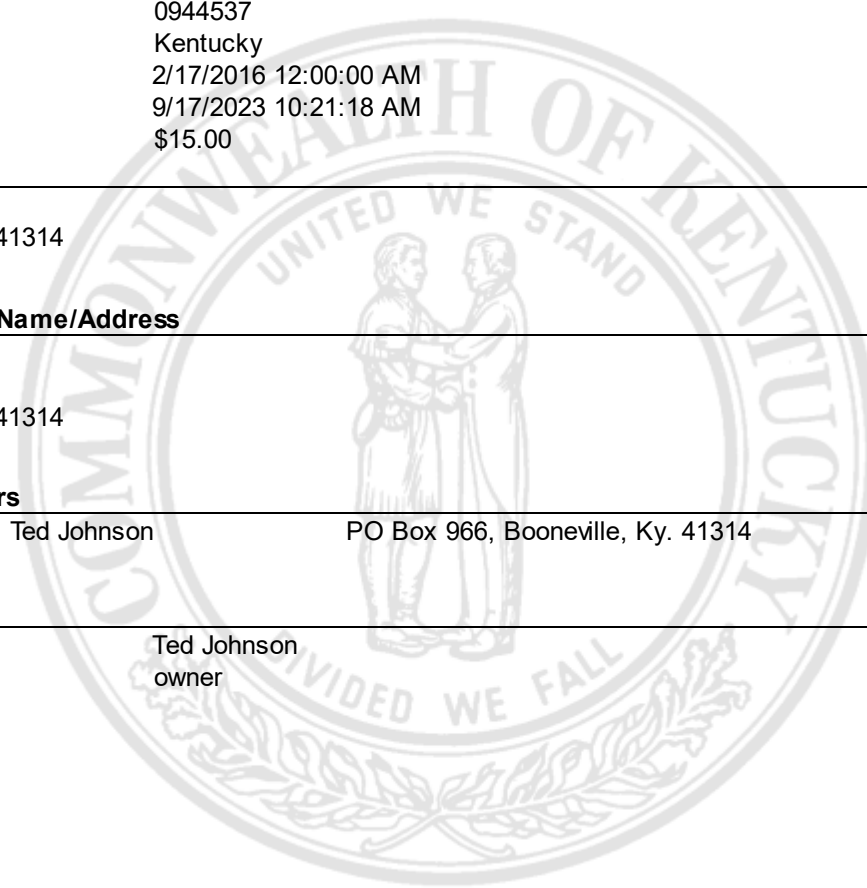 0944537
Kentucky
2/17/2016 12:00:00 AM
9/17/2023 10:21:18 AM
$15.00
41314
Name/Address
41314
rs
Ted Johnson PO Box 966, Booneville, Ky. 41314
Ted Johnson
owner
COMMONWEALTH OF KENTUCKY
UNITED WE STAND
DIVIDED WE FALL